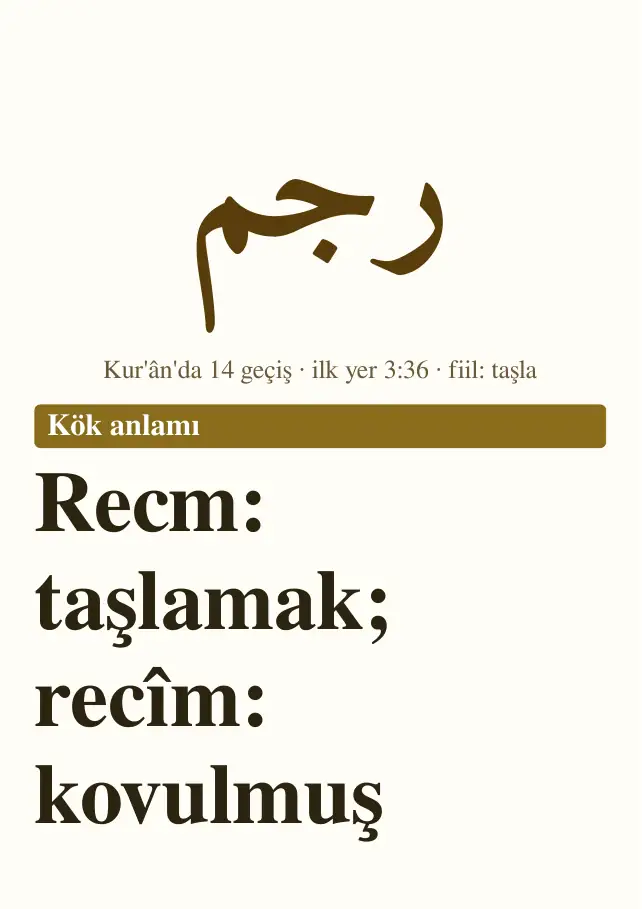 رجم
Kur'ân'da 14 geçiş · ilk yer 3:36 · fiil: taşla
Kök anlamı
Recm:
taşlamak;
recîm:
kovulmuş